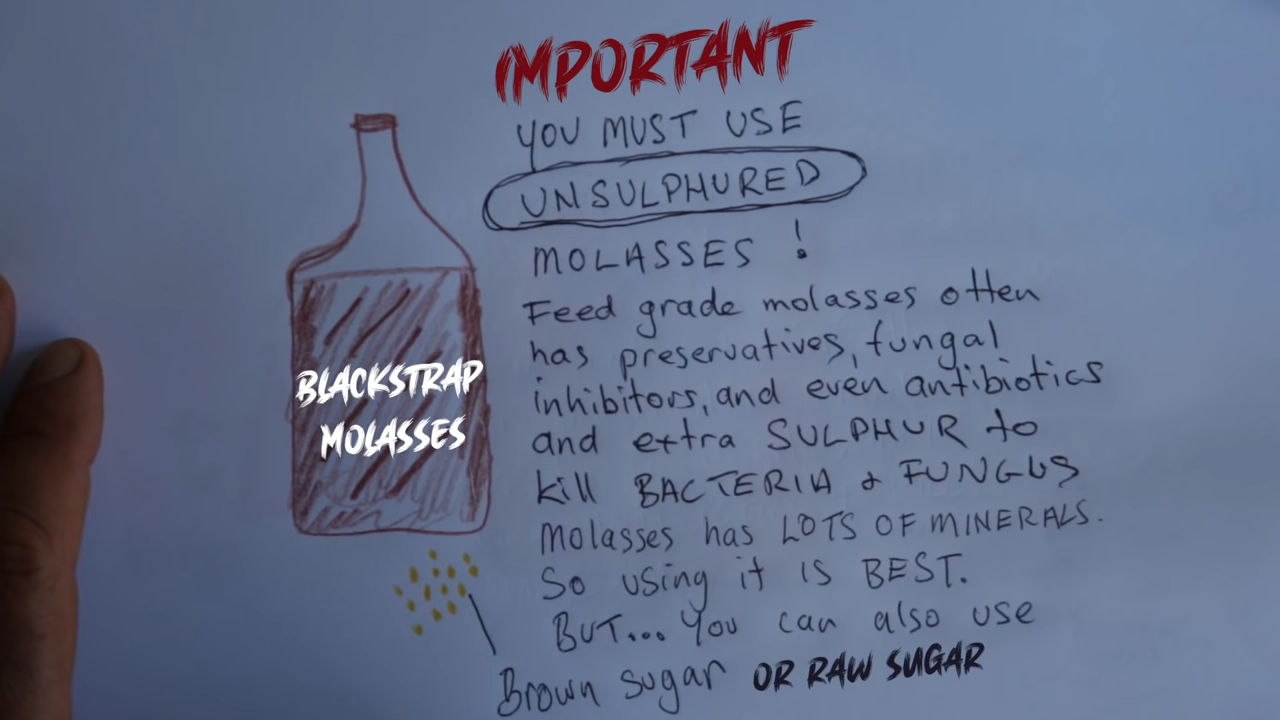 IMPORTANT
YOU MUST USE
UNSULPHURED
MOLASSES !
Feed grade molasses often
has preservatives, fungal
inhibitors, and even antibiotics
and extra SULPHUR to
kill BACTERIA & FUNGUS
Molasses has LOTS OF MINERALS.
So using it IS BEST.
BUT... You can also use
Brown sugar OR RAW SUGAR
BLACKSTRAP
MOLASSES